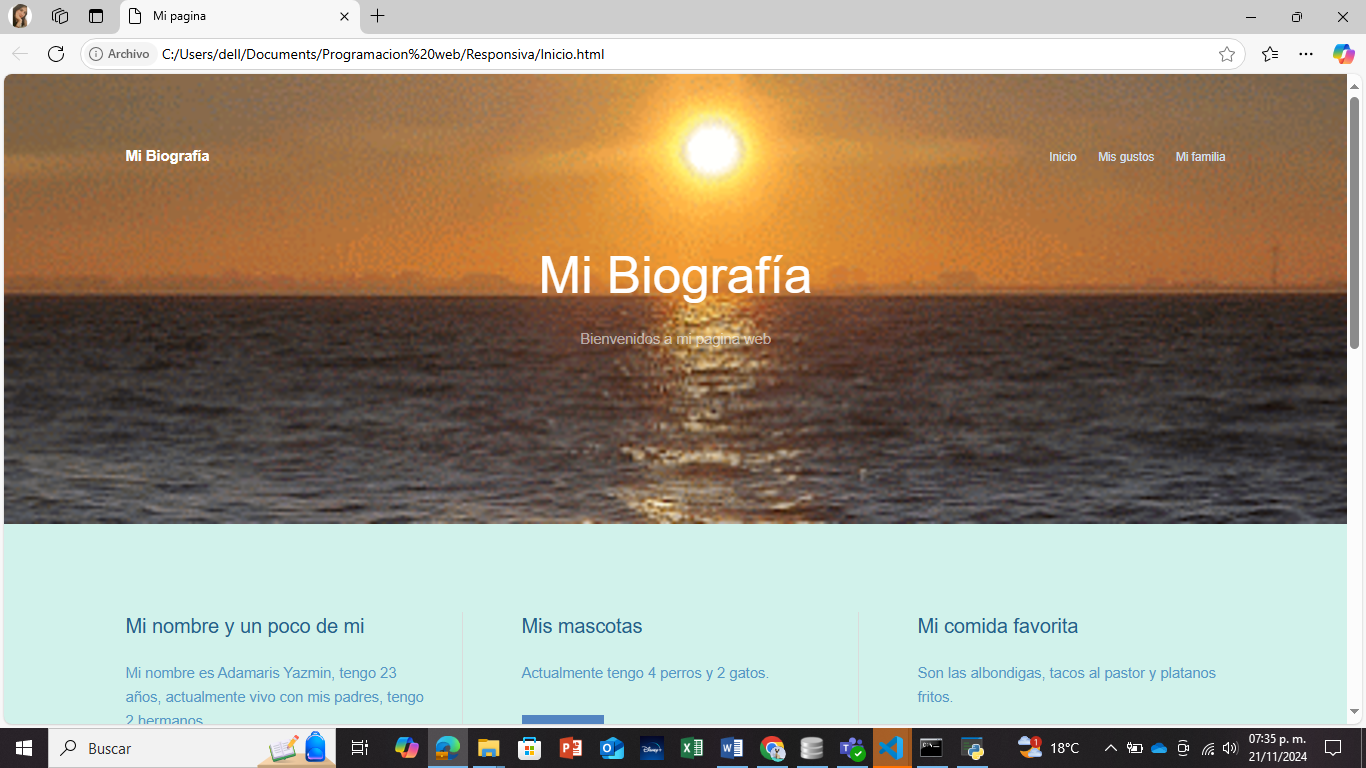 Mi pagina
Archivo
C:/Users/dell/Documents/Programacion%20web/Responsiva/Inicio.html
Mi Biografía
Inicio Mis gustos Mi familia
Mi Biografía
Bienvenidos a mi pagina web
Mi nombre y un poco de mi
Mi nombre es Adamaris Yazmin, tengo 23
años, actualmente vivo con mis padres, tengo
2 hermanos
Mis mascotas
Actualmente tengo 4 perros y 2 gatos.
Mi comida favorita
Son las albondigas, tacos al pastor y platanos
fritos.
Buscar
Disney+
1
18°C
07:35 p. m.
21/11/2024